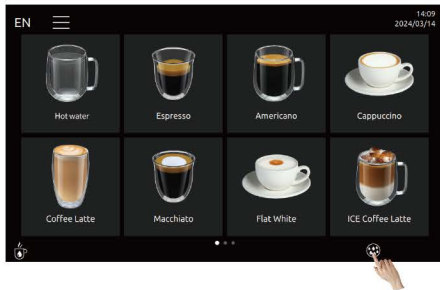 EN
14:09
2024/03/14
Hot water
Espresso
Americano
Cappuccino
Coffee Latte
Macchiato
Flat White
ICE Coffee Latte